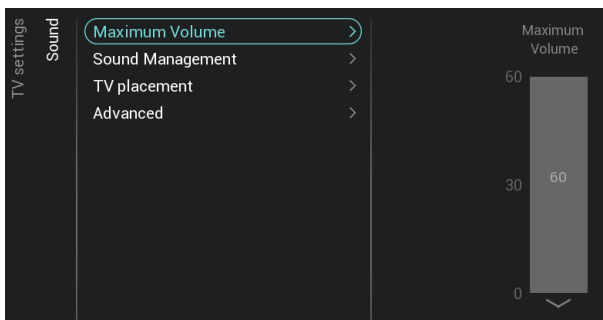 TV settings
Sound
Maximum Volume
Sound Management
TV placement
Advanced
Maximum
Volume
60
30
0
60